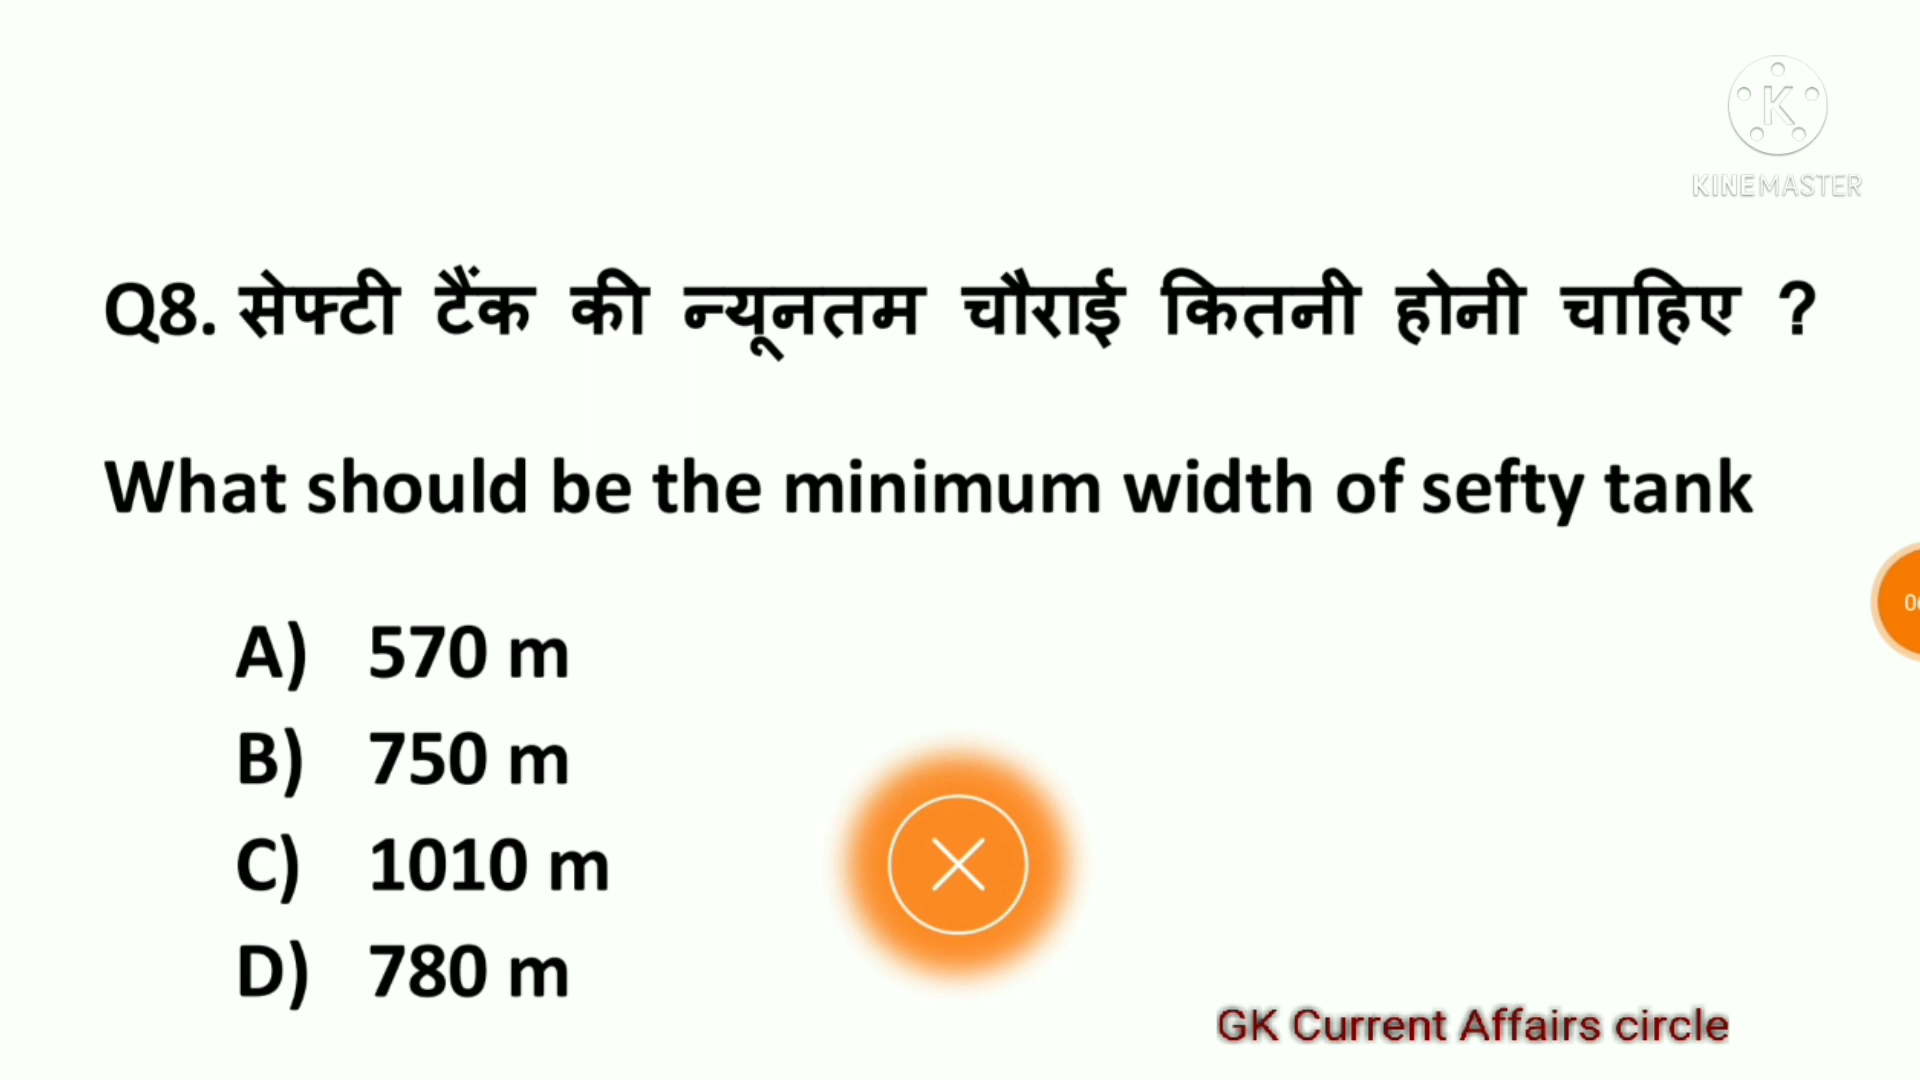 KINEMASTER
Q8. सेफ्टी टैंक की न्यूनतम चौराई कितनी होनी चाहिए ?
What should be the minimum width of sefty tank
A) 570 m
B) 750 m
C) 1010 m
D) 780 m
GK Current Affairs circle